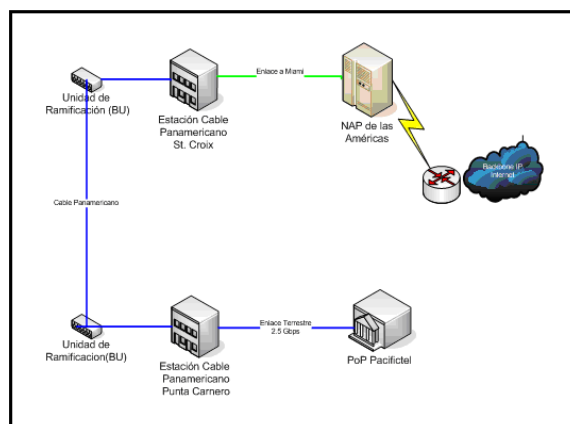 Enlace a Miami
Unidad de
Ramificación (BU)
Estación Cable
Panamericano
St. Croix
NAP de las
Américas
Backbone IP
Internet
Cable Panamericano
Enlace Terrestre
2.5 Gbps
Unidad de
Ramificacion(BU)
Estación Cable
Panamericano
Punta Carnero
PoP Pacifictel